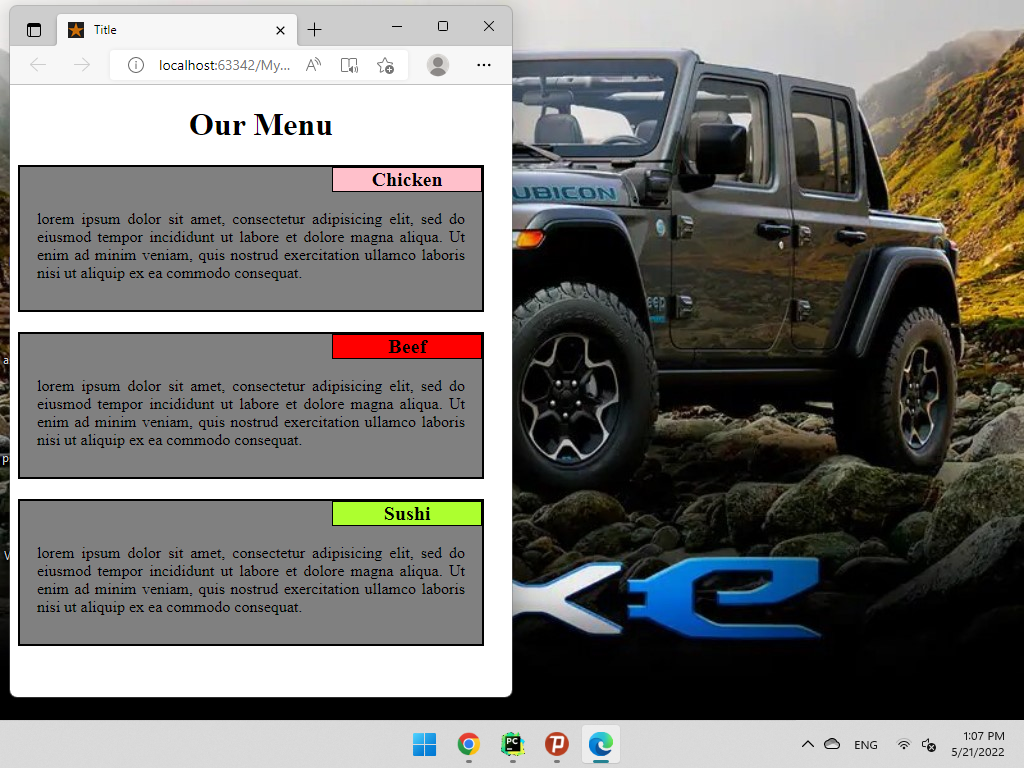 Title
localhost:63342/My...
Our Menu
Chicken
lorem ipsum dolor sit amet, consectetur adipisicing elit, sed do
eiusmod tempor incididunt ut labore et dolore magna aliqua. Ut
enim ad minim veniam, quis nostrud exercitation ullamco laboris
nisi ut aliquip ex ea commodo consequat.
Beef
lorem ipsum dolor sit amet, consectetur adipisicing elit, sed do
eiusmod tempor incididunt ut labore et dolore magna aliqua. Ut
enim ad minim veniam, quis nostrud exercitation ullamco laboris
nisi ut aliquip ex ea commodo consequat.
Sushi
lorem ipsum dolor sit amet, consectetur adipisicing elit, sed do
eiusmod tempor incididunt ut labore et dolore magna aliqua. Ut
enim ad minim veniam, quis nostrud exercitation ullamco laboris
nisi ut aliquip ex ea commodo consequat.
UBICON
eep
xe
PC
ENG
1:07 PM
5/21/2022